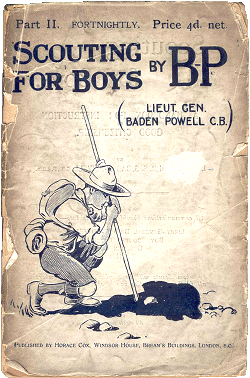 Part II. FORTNIGHTLY. Price 4d. net.
SCOUTING FOR BOYS BY BP
(LIEUT. GEN. BADEN POWELL C.B.)
PUBLISHED BY HORACE COX, WINDSOR HOUSE, BREAM'S BUILDINGS, LONDON, E.C.